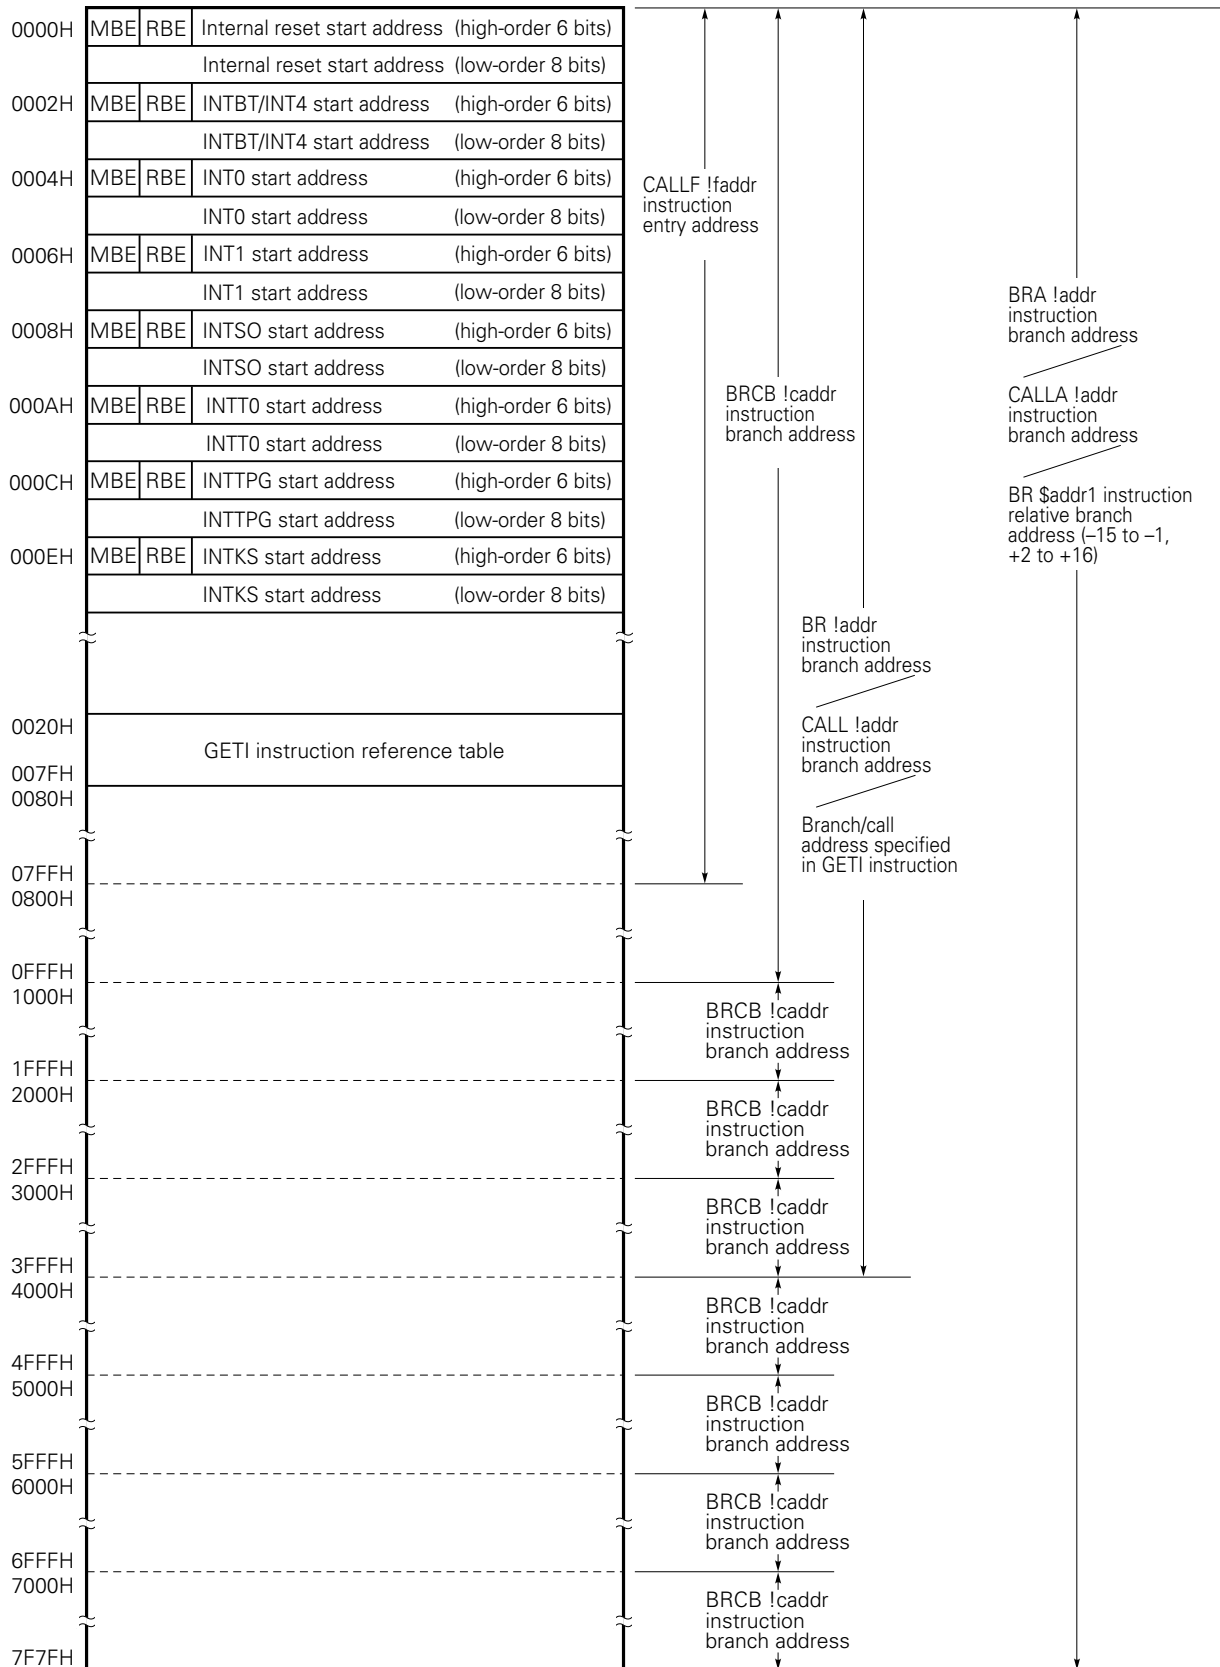 0000H MBE RBE Internal reset start address (high-order 6 bits)
Internal reset start address (low-order 8 bits)
0002H MBE RBE INTBT/INT4 start address (high-order 6 bits)
INTBT/INT4 start address (low-order 8 bits)
0004H MBE RBE INT0 start address (high-order 6 bits)
INT0 start address (low-order 8 bits)
0006H MBE RBE INT1 start address (high-order 6 bits)
INT1 start address (low-order 8 bits)
0008H MBE RBE INTSO start address (high-order 6 bits)
INTSO start address (low-order 8 bits)
000AH MBE RBE INTT0 start address (high-order 6 bits)
INTT0 start address (low-order 8 bits)
000CH MBE RBE INTTPG start address (high-order 6 bits)
INTTPG start address (low-order 8 bits)
000EH MBE RBE INTKS start address (high-order 6 bits)
INTKS start address (low-order 8 bits)
0020H
GETI instruction reference table
007FH
0080H
07FFH
0800H
0FFFH
1000H
1FFFH
2000H
2FFFH
3000H
3FFFH
4000H
4FFFH
5000H
5FFFH
6000H
6FFFH
7000H
7F7FH
CALLF !faddr
instruction
entry address
BRCB !caddr
instruction
branch address
BRCB !caddr
instruction
branch address
BRCB !caddr
instruction
branch address
BRCB !caddr
instruction
branch address
BRCB !caddr
instruction
branch address
BRCB !caddr
instruction
branch address
BRCB !caddr
instruction
branch address
BRCB !caddr
instruction
branch address
BR !addr
instruction
branch address
CALL !addr
instruction
branch address
Branch/call
address specified
in GETI instruction
BRA !addr
instruction
branch address
CALLA !addr
instruction
branch address
BR $addr1 instruction
relative branch
address (–15 to –1,
+2 to +16)